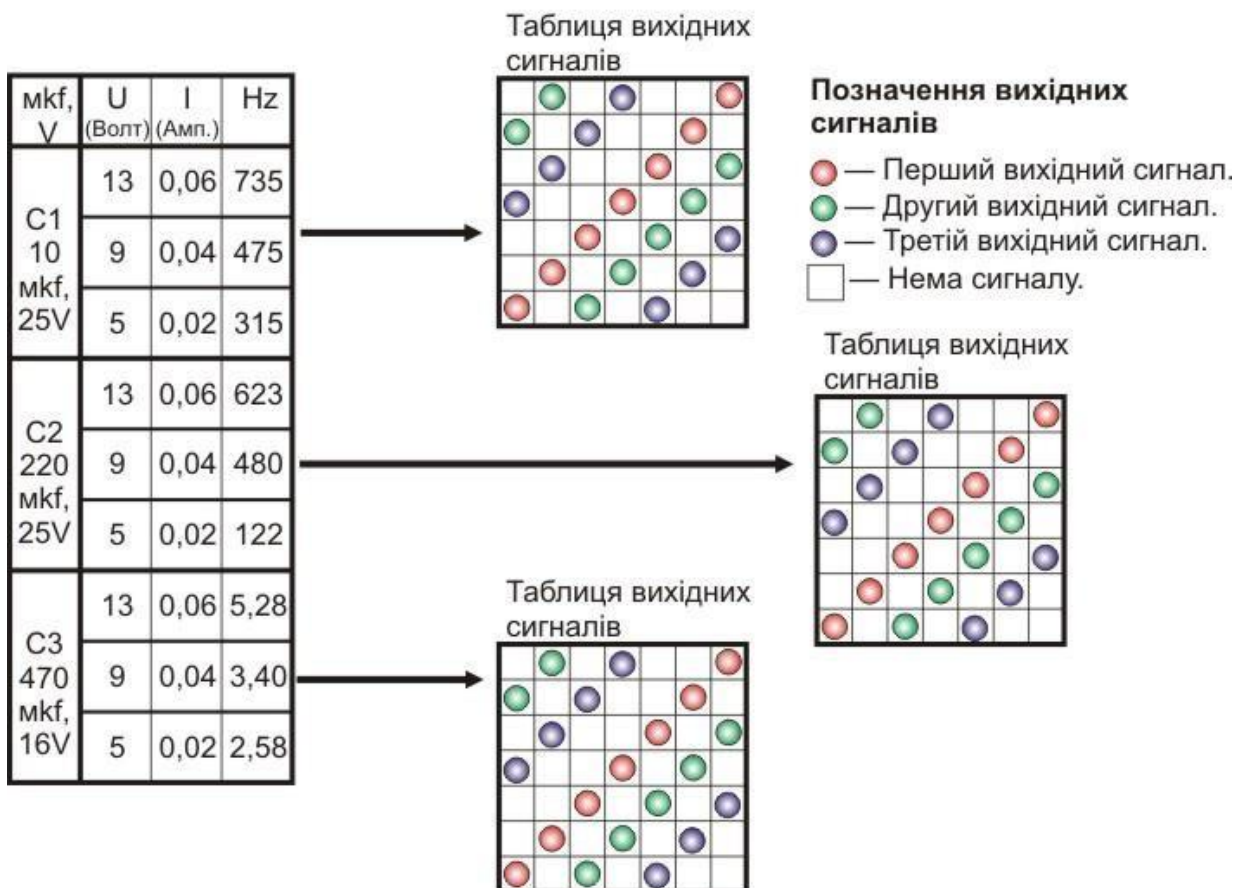 Таблиця вихідних
сигналів
мkf, V U (Волт) I (Амп.) Hz
С1 10 мkf, 25V
13 0,06 735
9 0,04 475
5 0,02 315
С2 220 мkf, 25V
13 0,06 623
9 0,04 480
5 0,02 122
С3 470 мkf, 16V
13 0,06 5,28
9 0,04 3,40
5 0,02 2,58
Позначення вихідних
сигналів
— Перший вихідний сигнал.
— Другий вихідний сигнал.
— Третій вихідний сигнал.
— Нема сигналу.
Таблиця вихідних
сигналів
Таблиця вихідних
сигналів